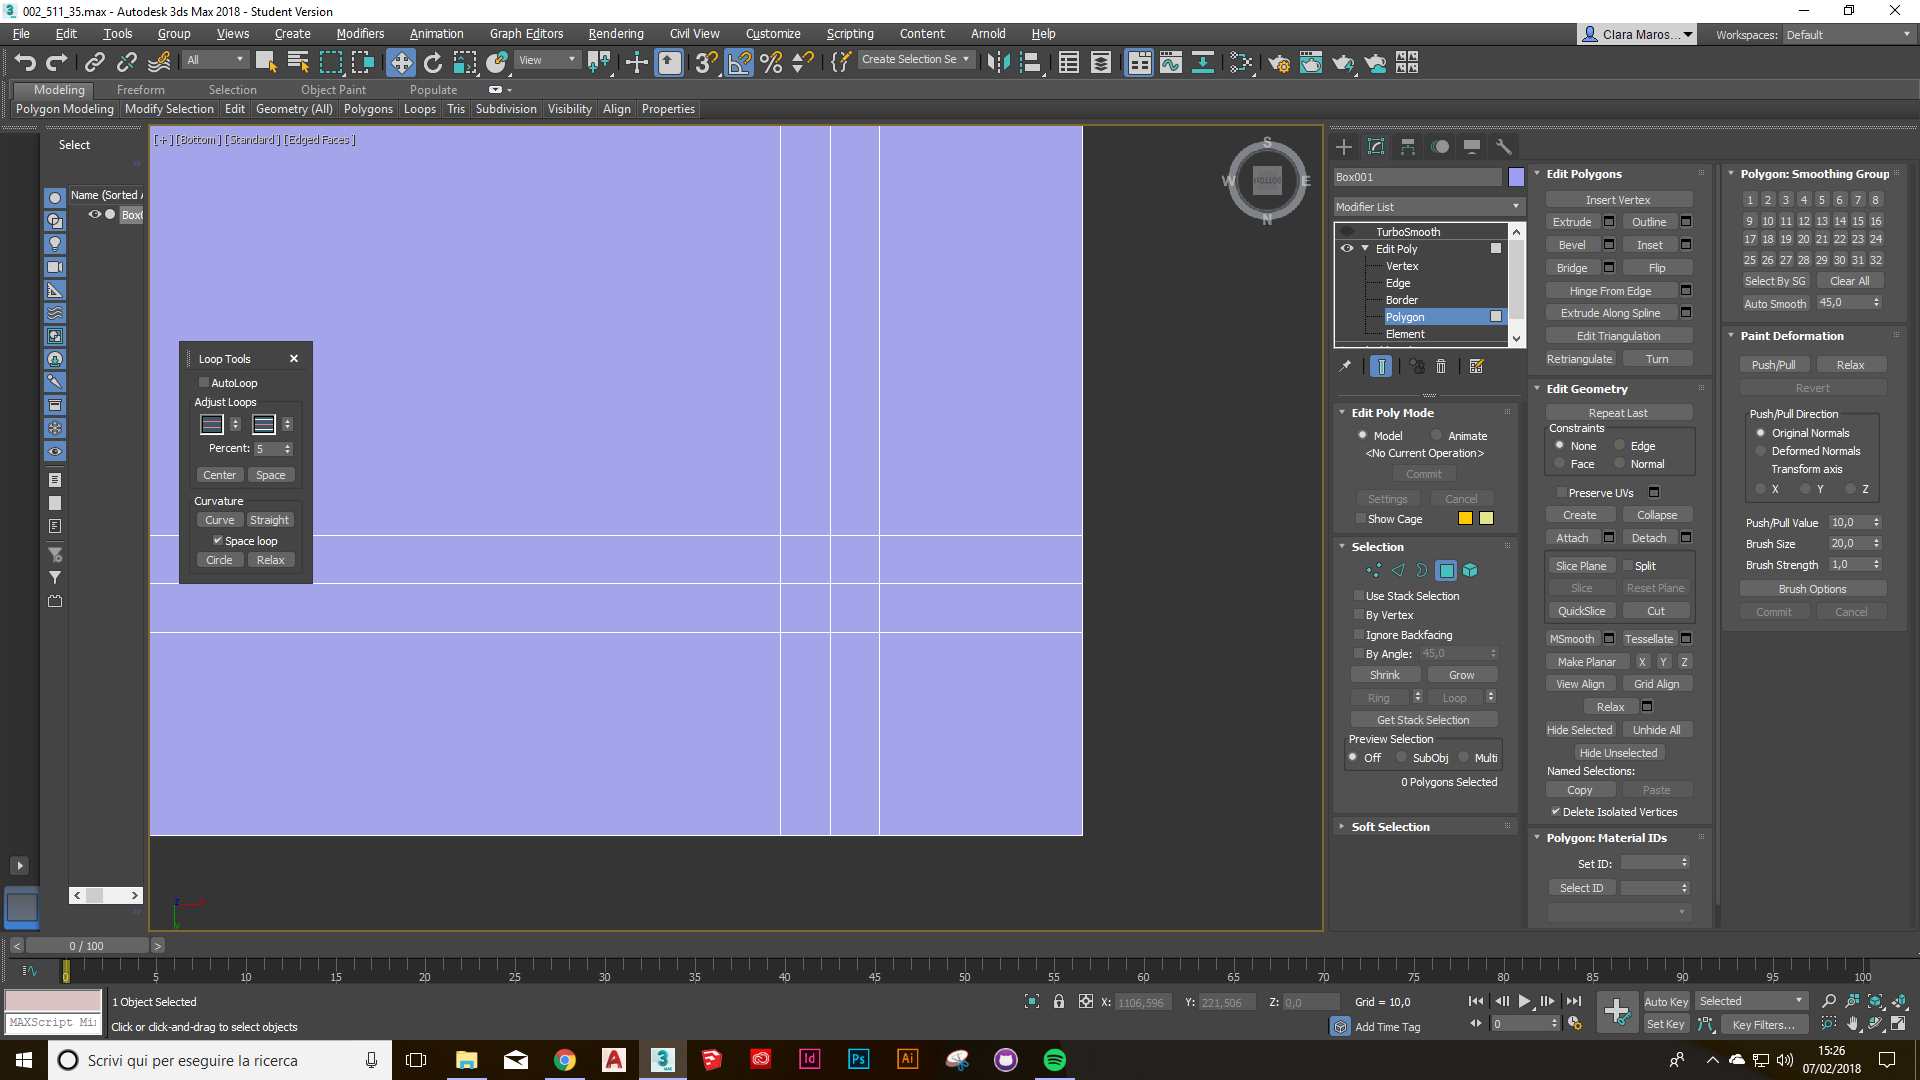 002_511_35.max - Autodesk 3ds Max 2018 - Student Version
File Edit Tools Group Views Create Modifiers Animation Graph Editors Rendering Civil View Customize Scripting Content Arnold Help
Clara Maros... Workspaces: Default
All View Create Selection Se
Modeling Freeform Selection Object Paint Populate
Polygon Modeling Modify Selection Edit Geometry (All) Polygons Loops Tris Subdivision Visibility Align Properties
Select
Name (Sorted A
Box0
[ + ] [Bottom ] [Standard ] [Edged Faces ]
S
W E
N
BOTTOM
Loop Tools
AutoLoop
Adjust Loops
Percent: 5
Center Space
Curvature
Curve Straight
Space loop
Circle Relax
Box001
Modifier List
TurboSmooth
Edit Poly
Vertex
Edge
Border
Polygon
Element
Edit Poly Mode
Model Animate
<No Current Operation>
Commit
Settings Cancel
Show Cage
Selection
Use Stack Selection
By Vertex
Ignore Backfacing
By Angle: 45,0
Shrink Grow
Ring Loop
Get Stack Selection
Preview Selection
Off SubObj Multi
0 Polygons Selected
Soft Selection
Edit Polygons
Insert Vertex
Extrude Outline
Bevel Inset
Bridge Flip
Hinge From Edge
Extrude Along Spline
Edit Triangulation
Retriangulate Turn
Edit Geometry
Repeat Last
Constraints
None Edge
Face Normal
Preserve UVs
Create Collapse
Attach Detach
Slice Plane Split
Slice Reset Plane
QuickSlice Cut
MSmooth Tessellate
Make Planar X Y Z
View Align Grid Align
Relax
Hide Selected Unhide All
Hide Unselected
Named Selections:
Copy Paste
Delete Isolated Vertices
Polygon: Material IDs
Set ID:
Select ID
Polygon: Smoothing Group
1 2 3 4 5 6 7 8
9 10 11 12 13 14 15 16
17 18 19 20 21 22 23 24
25 26 27 28 29 30 31 32
Select By SG Clear All
Auto Smooth 45,0
Paint Deformation
Push/Pull Relax
Revert
Push/Pull Direction
Original Normals
Deformed Normals
Transform axis
X Y Z
Push/Pull Value 10,0
Brush Size 20,0
Brush Strength 1,0
Brush Options
Commit Cancel
0 / 100
0 5 10 15 20 25 30 35 40 45 50 55 60 65 70 75 80 85 90 95 100
1 Object Selected
X: 1106,596 Y: 221,506 Z: 0,0 Grid = 10,0
Auto Key Selected
MAXScript Mi
Click or click-and-drag to select objects
Add Time Tag
0
Set Key Key Filters...
Scrivi qui per eseguire la ricerca
15:26
07/02/2018